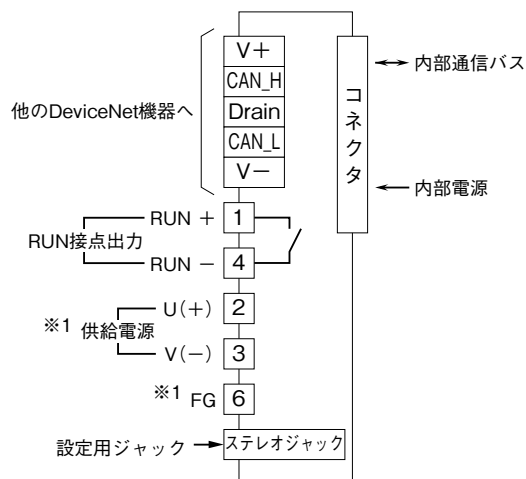 V+
CAN_H
Drain
CAN_L
V−
他のDeviceNet機器へ
コネクタ
内部通信バス
内部電源
RUN + 1
RUN接点出力
RUN − 4
U(+) 2
※1 供給電源
V(−) 3
※1 FG 6
設定用ジャック
ステレオジャック